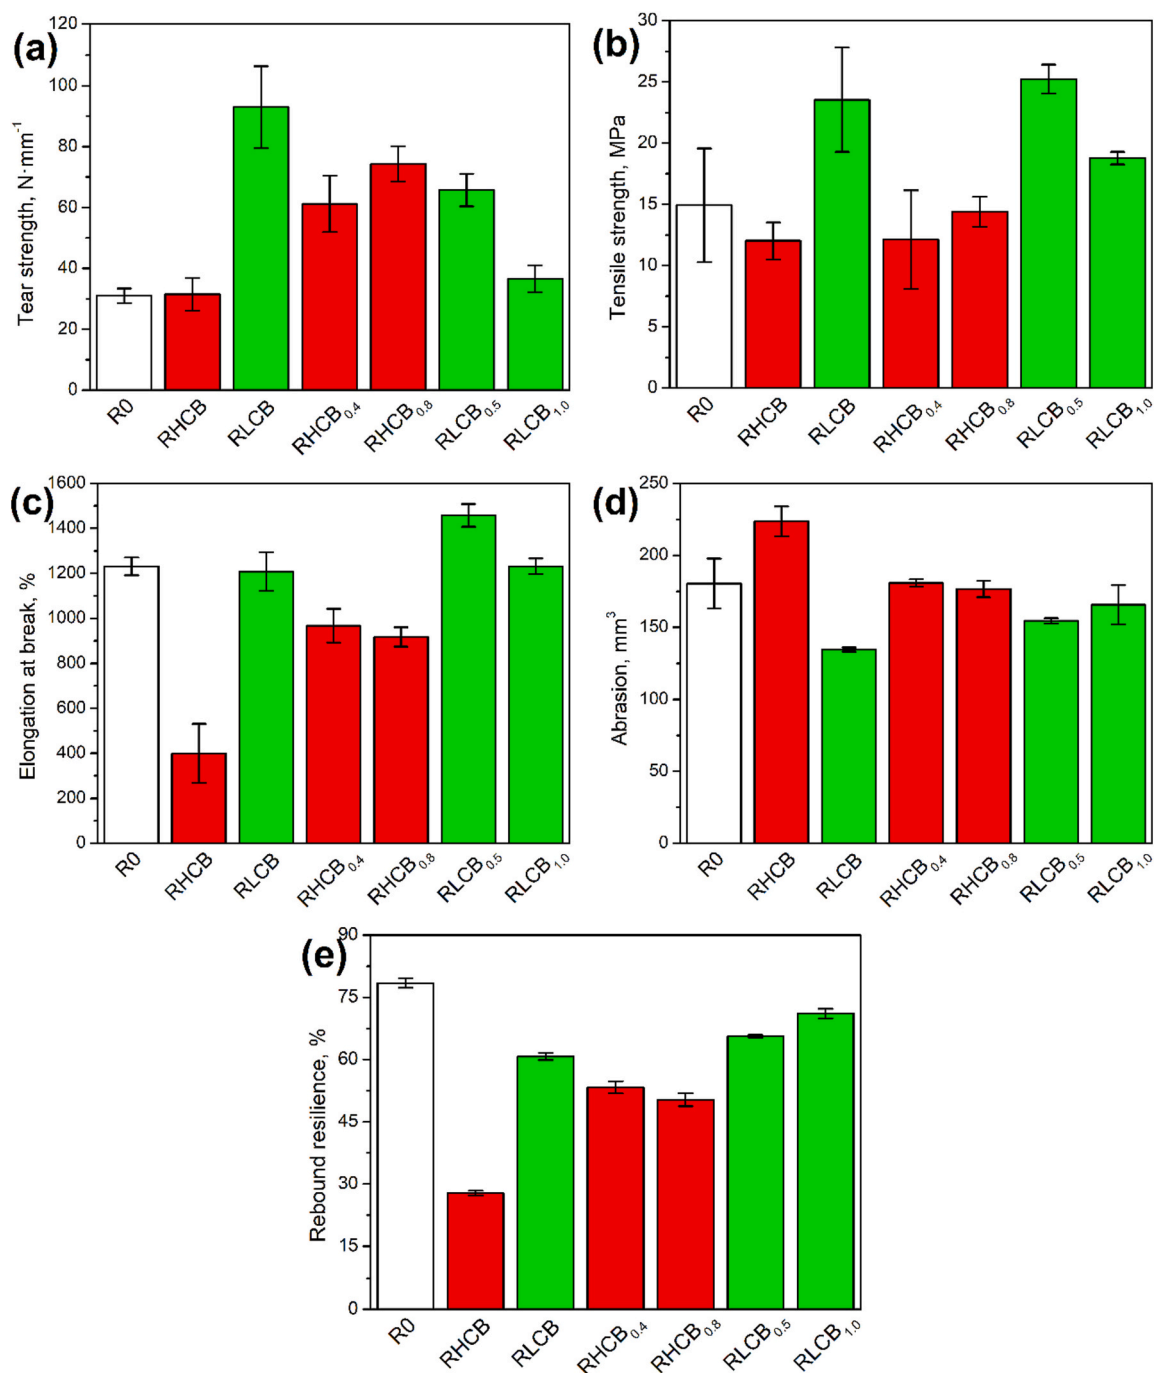 (a)
Tear strength, N·mm⁻¹
120
100
80
60
40
20
0
R0
RHCB
RLCB
RHCB₀.₄
RHCB₀.₈
RLCB₀.₅
RLCB₁.₀
(b)
Tensile strength, MPa
30
25
20
15
10
5
0
R0
RHCB
RLCB
RHCB₀.₄
RHCB₀.₈
RLCB₀.₅
RLCB₁.₀
(c)
Elongation at break, %
1600
1400
1200
1000
800
600
400
200
0
R0
RHCB
RLCB
RHCB₀.₄
RHCB₀.₈
RLCB₀.₅
RLCB₁.₀
(d)
Abrasion, mm³
250
200
150
100
50
0
R0
RHCB
RLCB
RHCB₀.₄
RHCB₀.₈
RLCB₀.₅
RLCB₁.₀
(e)
Rebound resilience, %
90
75
60
45
30
15
0
R0
RHCB
RLCB
RHCB₀.₄
RHCB₀.₈
RLCB₀.₅
RLCB₁.₀